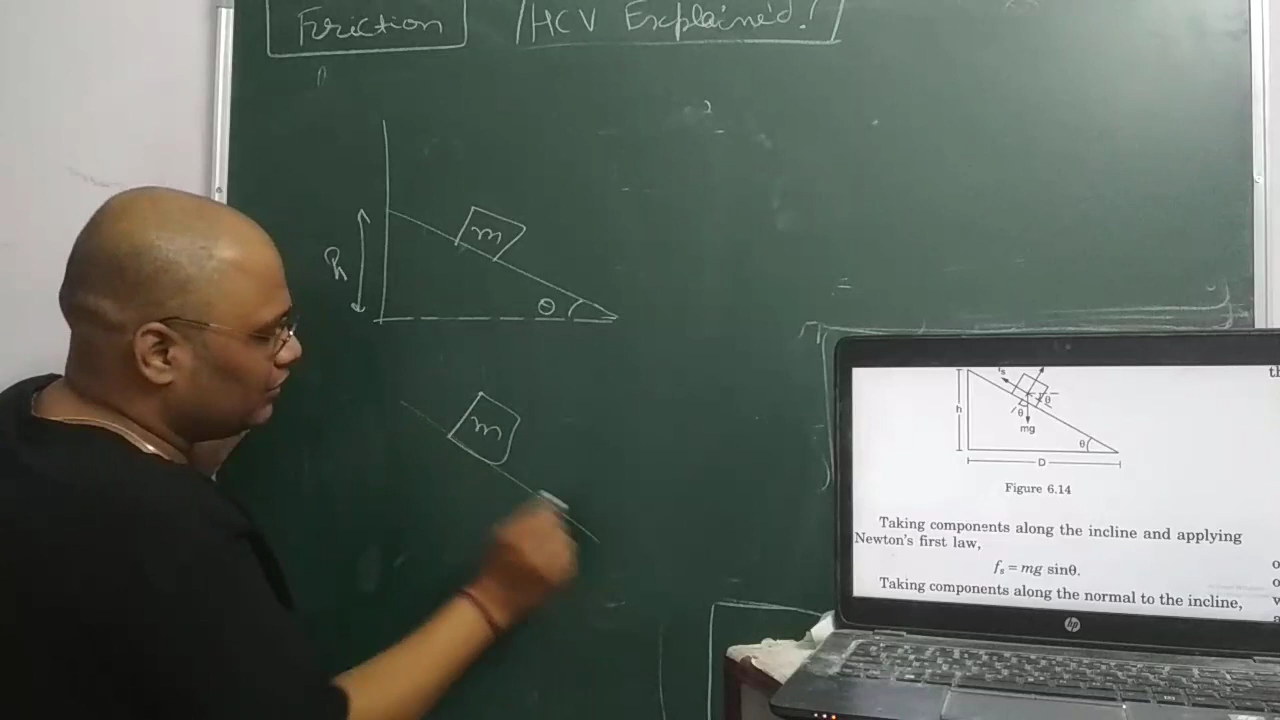 Friction / HCV Explained!
m
h
θ
m
fs
θ
h
θ
mg
θ
D
Figure 6.14
Taking components along the incline and applying
Newton's first law,
fs = mg sinθ.
Taking components along the normal to the incline,
hp